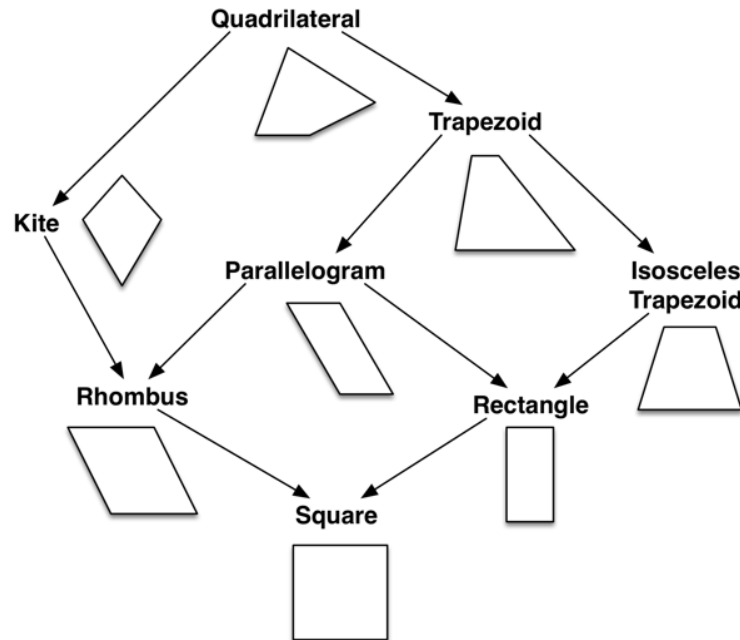 Quadrilateral
Trapezoid
Kite
Parallelogram
Isosceles
Trapezoid
Rhombus
Rectangle
Square